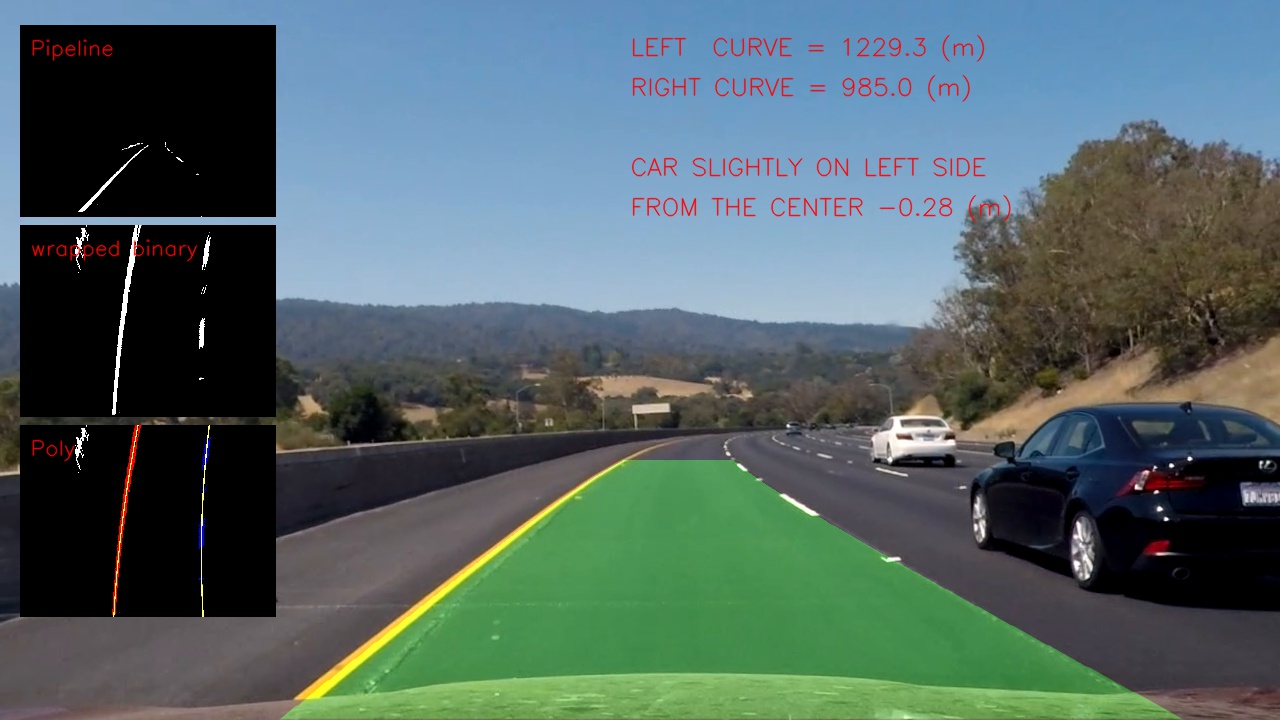 Pipeline
LEFT  CURVE = 1229.3 (m)
RIGHT CURVE = 985.0 (m)
CAR SLIGHTLY ON LEFT SIDE
FROM THE CENTER -0.28 (m)
wrapped binary
Poly